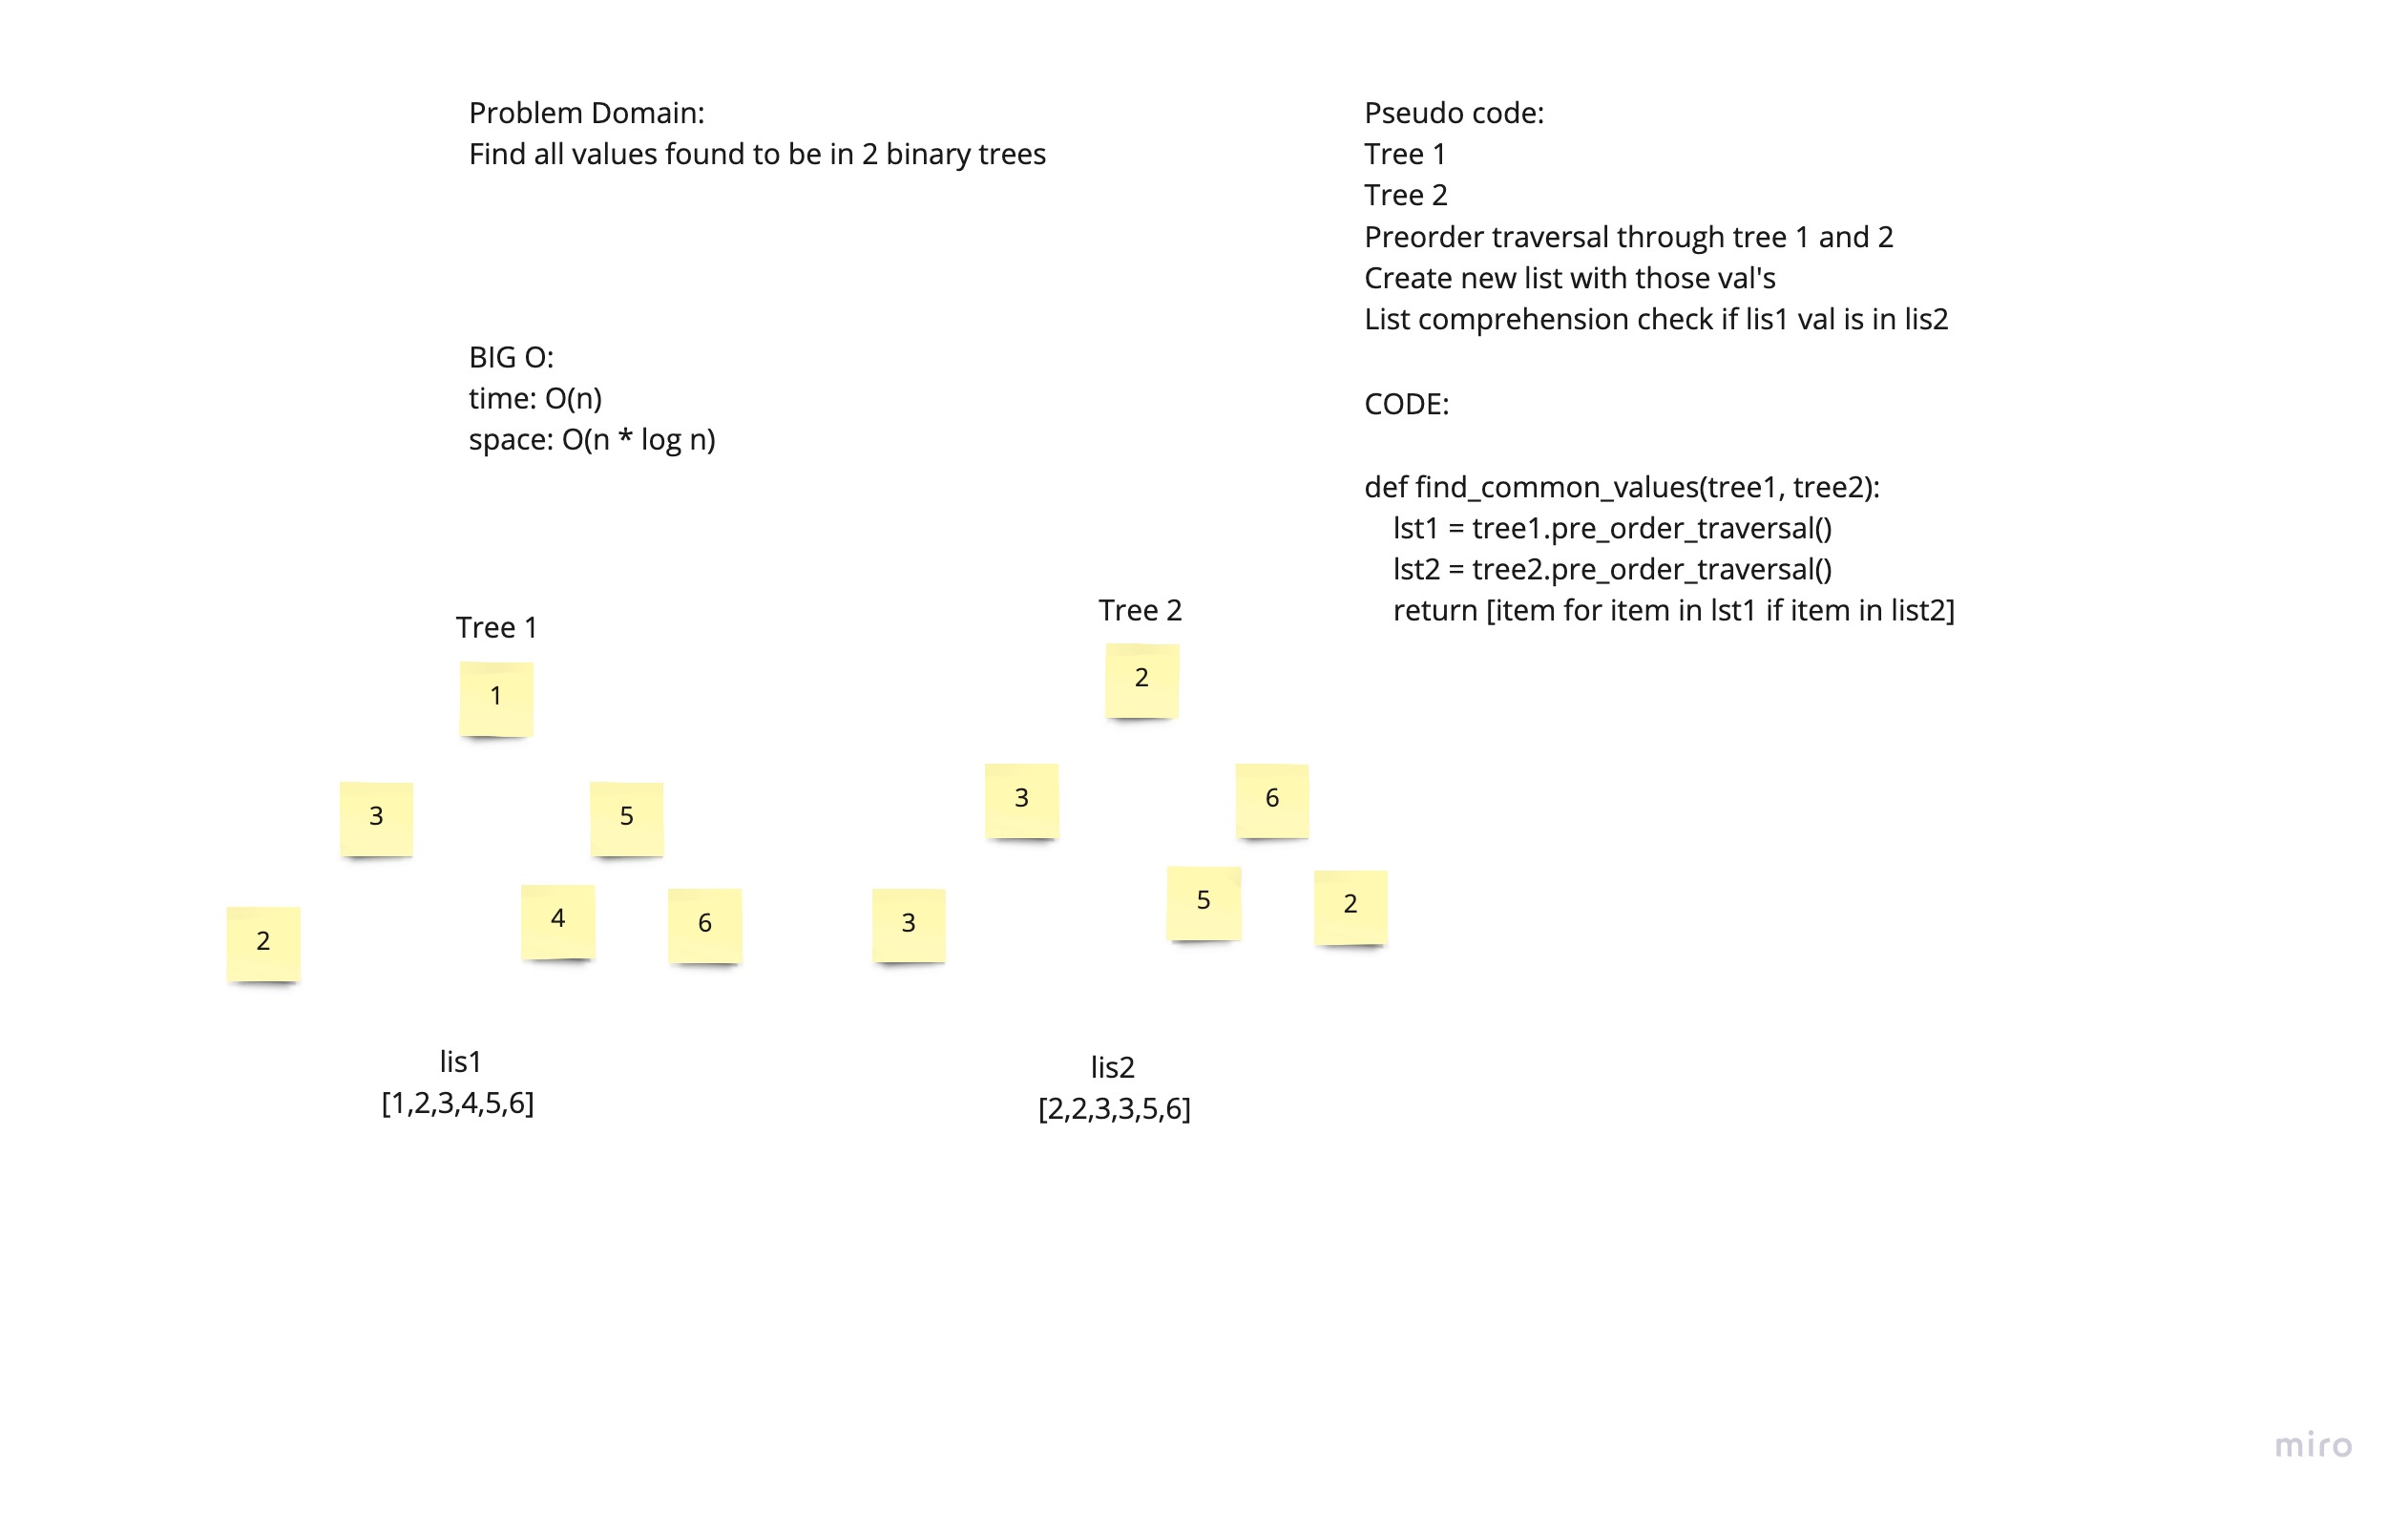 Problem Domain:
Find all values found to be in 2 binary trees
BIG O:
time: O(n)
space: O(n * log n)
Pseudo code:
Tree 1
Tree 2
Preorder traversal through tree 1 and 2
Create new list with those val's
List comprehension check if lis1 val is in lis2
CODE:
def find_common_values(tree1, tree2):
lst1 = tree1.pre_order_traversal()
lst2 = tree2.pre_order_traversal()
return [item for item in lst1 if item in list2]
Tree 1
1
3
5
2
4
6
lis1
[1,2,3,4,5,6]
Tree 2
2
3
6
3
5
2
lis2
[2,2,3,3,5,6]
miro